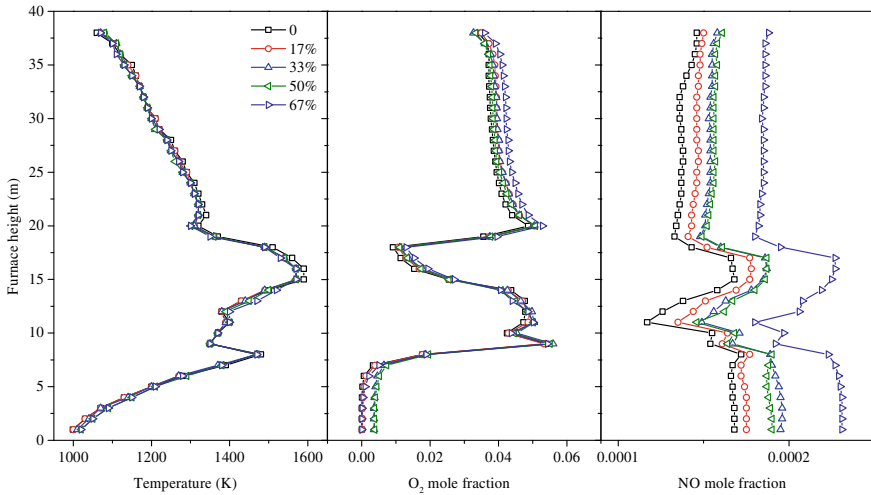 40
35
30
25
20
15
10
5
0
Furnace height (m)
0
17%
33%
50%
67%
1000 1200 1400 1600
Temperature (K)
0.00 0.02 0.04 0.06
O₂ mole fraction
0.0001 0.0002
NO mole fraction